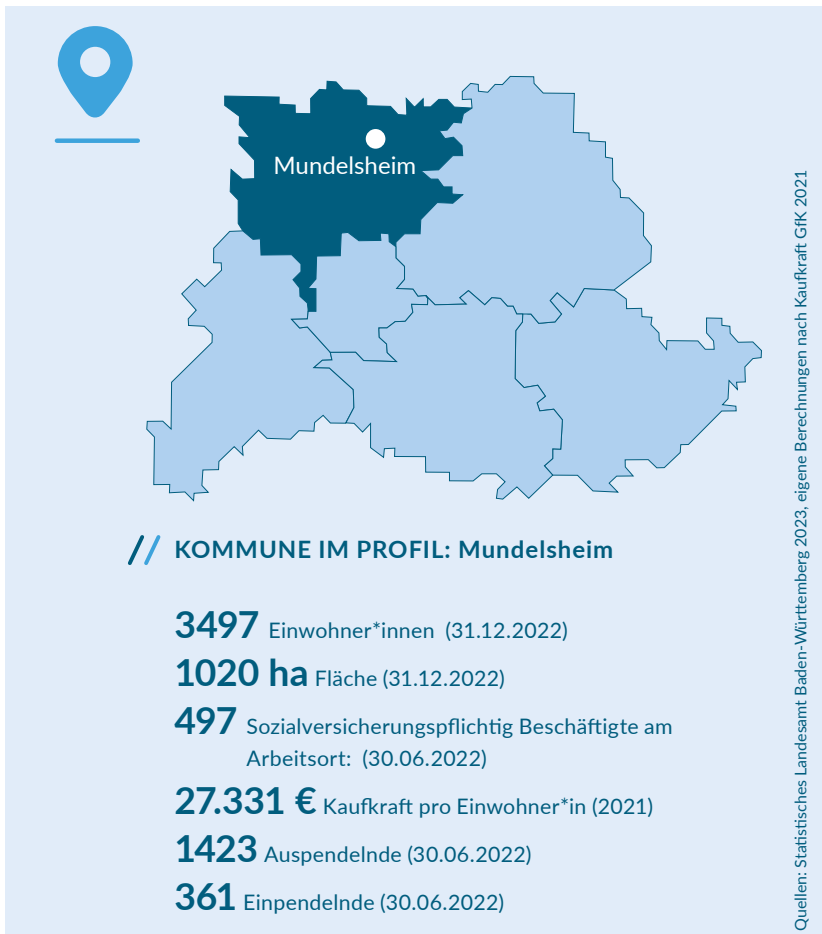 Mundelsheim
// KOMMUNE IM PROFIL: Mundelsheim
3497 Einwohner*innen (31.12.2022)
1020 ha Fläche (31.12.2022)
497 Sozialversicherungspflichtig Beschäftigte am
Arbeitsort: (30.06.2022)
27.331 € Kaufkraft pro Einwohner*in (2021)
1423 Auspendelnde (30.06.2022)
361 Einpendelnde (30.06.2022)
Quellen: Statistisches Landesamt Baden-Württemberg 2023, eigene Berechnungen nach Kaufkraft GfK 2021